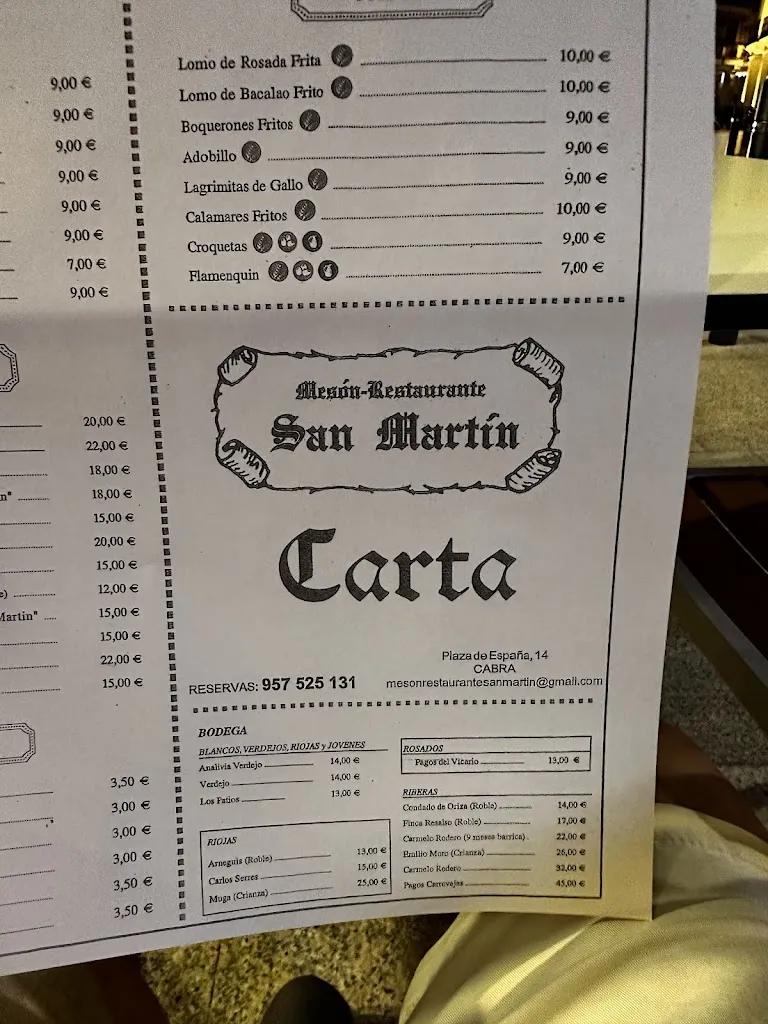 9,00 €
9,00 €
9,00 €
9,00 €
9,00 €
9,00 €
7,00 €
9,00 €
20,00 €
22,00 €
18,00 €
18,00 €
15,00 €
20,00 €
15,00 €
12,00 €
Martin" 15,00 €
15,00 €
22,00 €
15,00 €
3,50 €
3,00 €
3,00 €
3,00 €
3,50 €
3,50 €
Lomo de Rosada Frita 10,00 €
Lomo de Bacalao Frito 10,00 €
Boquerones Fritos 9,00 €
Adobillo 9,00 €
Lagrimitas de Gallo 9,00 €
Calamares Fritos 10,00 €
Croquetas 9,00 €
Flamenquin 7,00 €
Mesón-Restaurante
San Martín
Carta
Plaza de España, 14
CABRA
RESERVAS: 957 525 131 mesonrestaurantesanmartin@gmail.com
BODEGA
BLANCOS, VERDEJOS, RIOJAS y JOVENES
Analivia Verdejo 14,00 €
Verdejo 14,00 €
Los Patios 13,00 €
RIOJAS
Arneguis (Roble) 13,00 €
Carlos Serres 15,00 €
Muga (Crianza) 25,00 €
ROSADOS
Pagos del Vicario 13,00 €
RIBERAS
Condado de Oriza (Roble) 14,00 €
Finca Resalso (Roble) 17,00 €
Carmelo Rodero (9 meses barrica) 22,00 €
Emilio Moro (Crianza) 26,00 €
Carmelo Rodero 32,00 €
Pagos Carrovejas 45,00 €